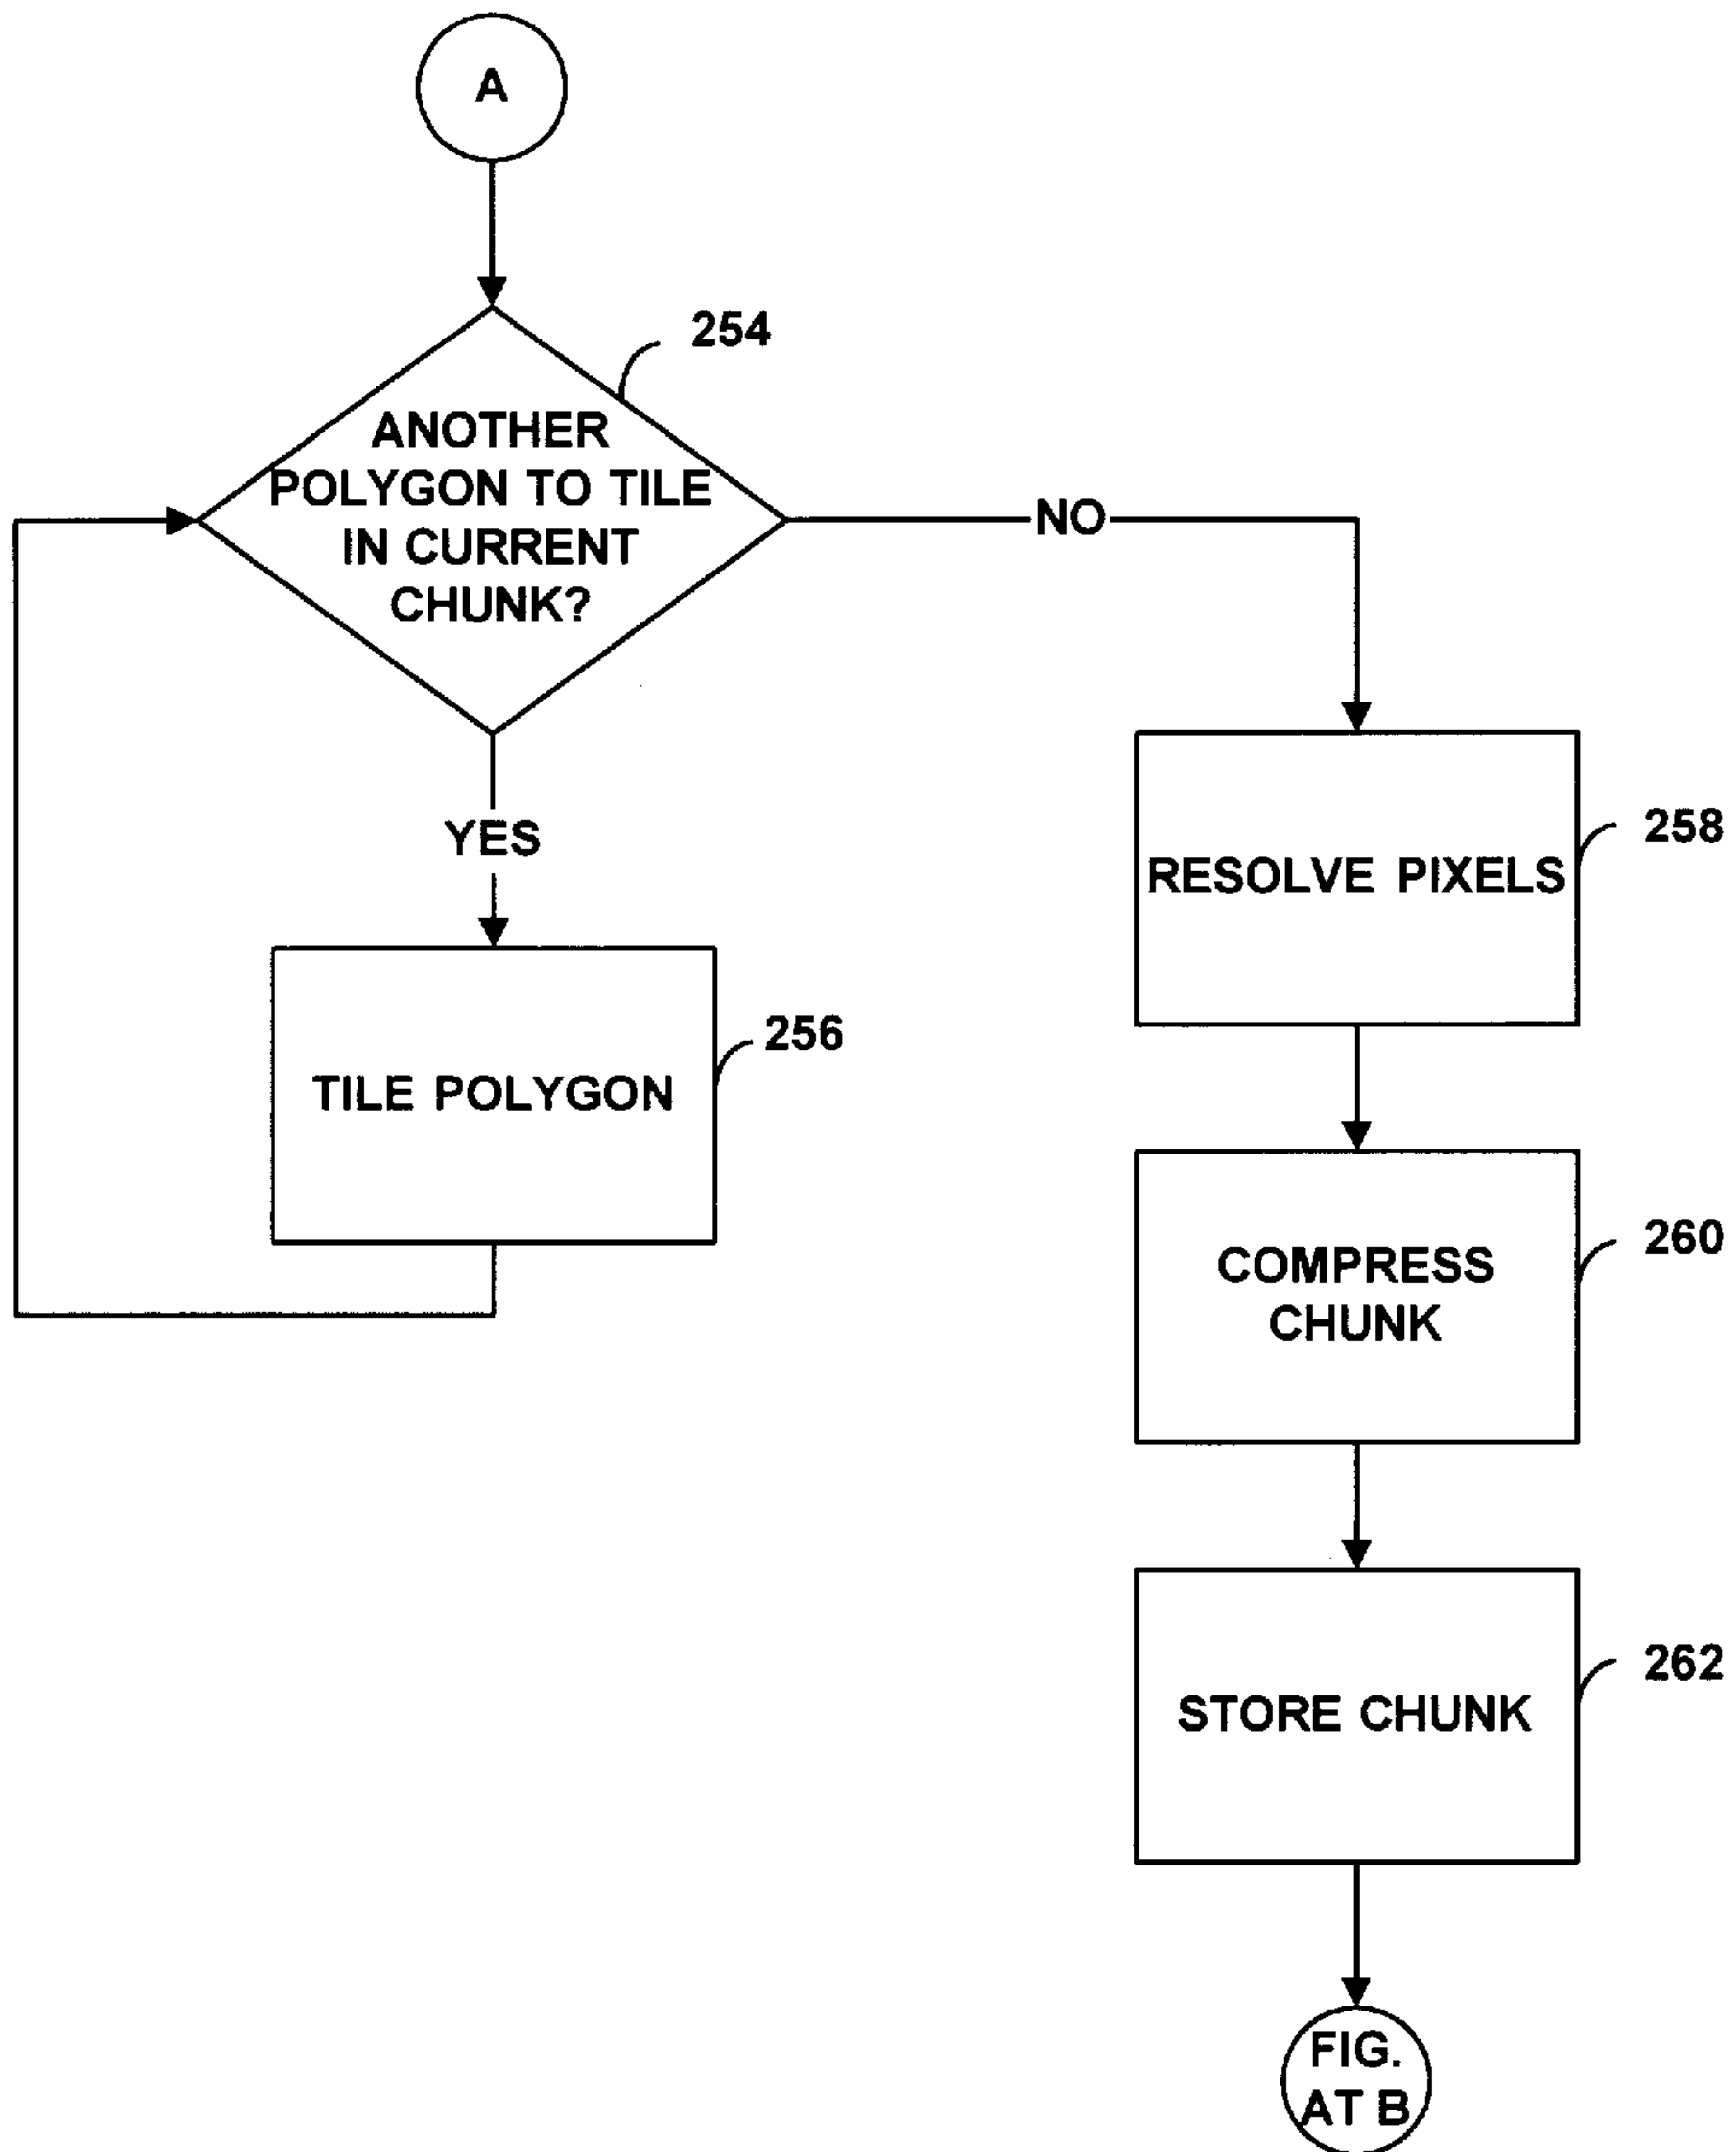 A
254
ANOTHER
POLYGON TO TILE
IN CURRENT
CHUNK?
NO
YES
258
RESOLVE PIXELS
256
TILE POLYGON
260
COMPRESS
CHUNK
262
STORE CHUNK
FIG.
AT B